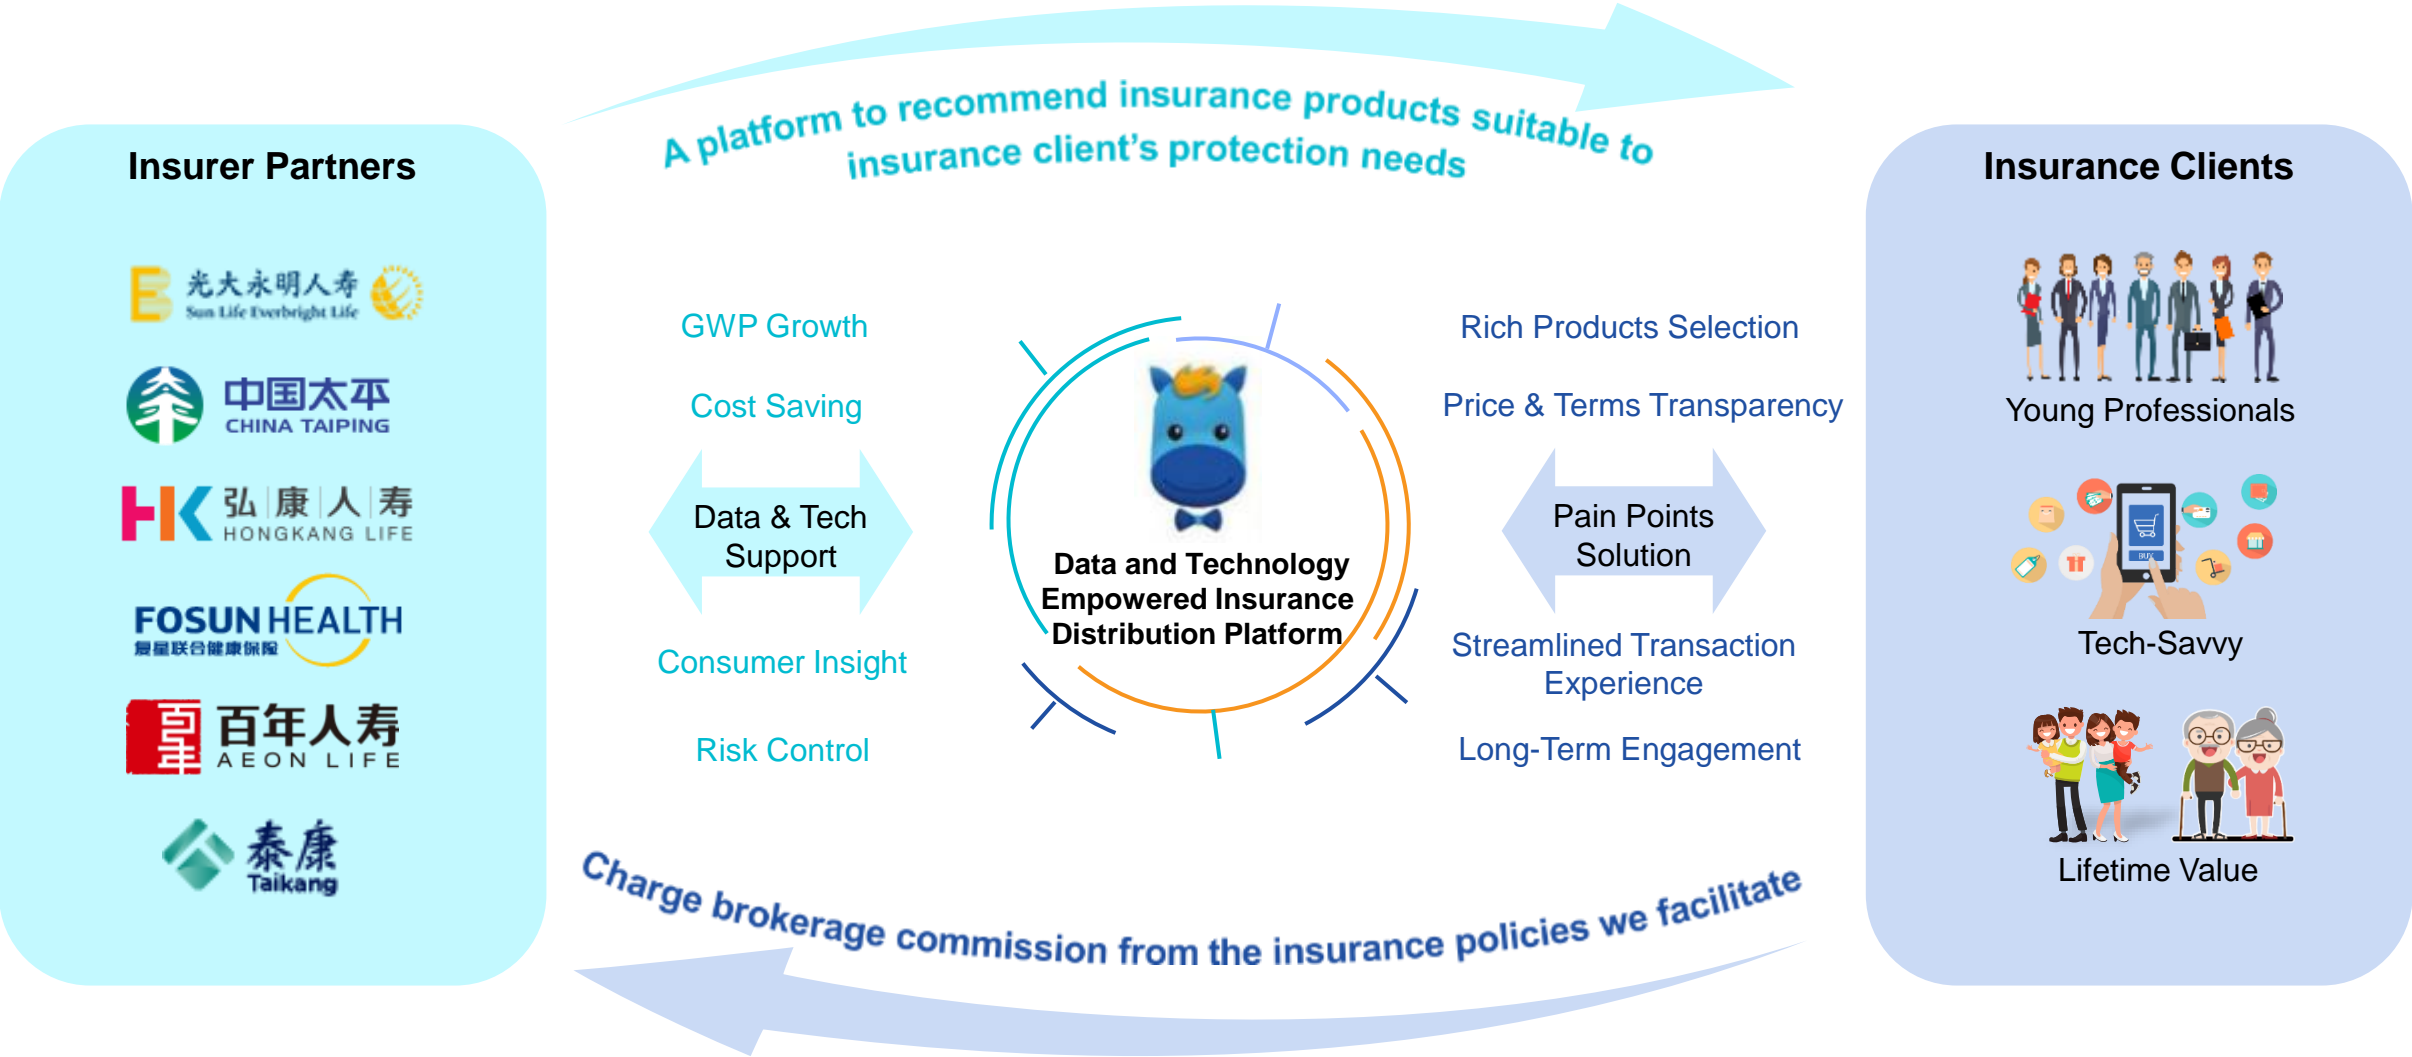 A platform to recommend insurance products suitable to
insurance client's protection needs
Insurer Partners
光大永明人寿
Sun Life Everbright Life
中国太平
CHINA TAIPING
HK 弘康人寿
HONGKANG LIFE
FOSUN HEALTH
复星联合健康保险
百年 百年人寿
AEON LIFE
泰康
Taikang
GWP Growth
Cost Saving
Data & Tech
Support
Consumer Insight
Risk Control
Data and Technology
Empowered Insurance
Distribution Platform
Rich Products Selection
Price & Terms Transparency
Pain Points
Solution
Streamlined Transaction
Experience
Long-Term Engagement
Insurance Clients
Young Professionals
BUY
Tech-Savvy
Lifetime Value
Charge brokerage commission from the insurance policies we facilitate